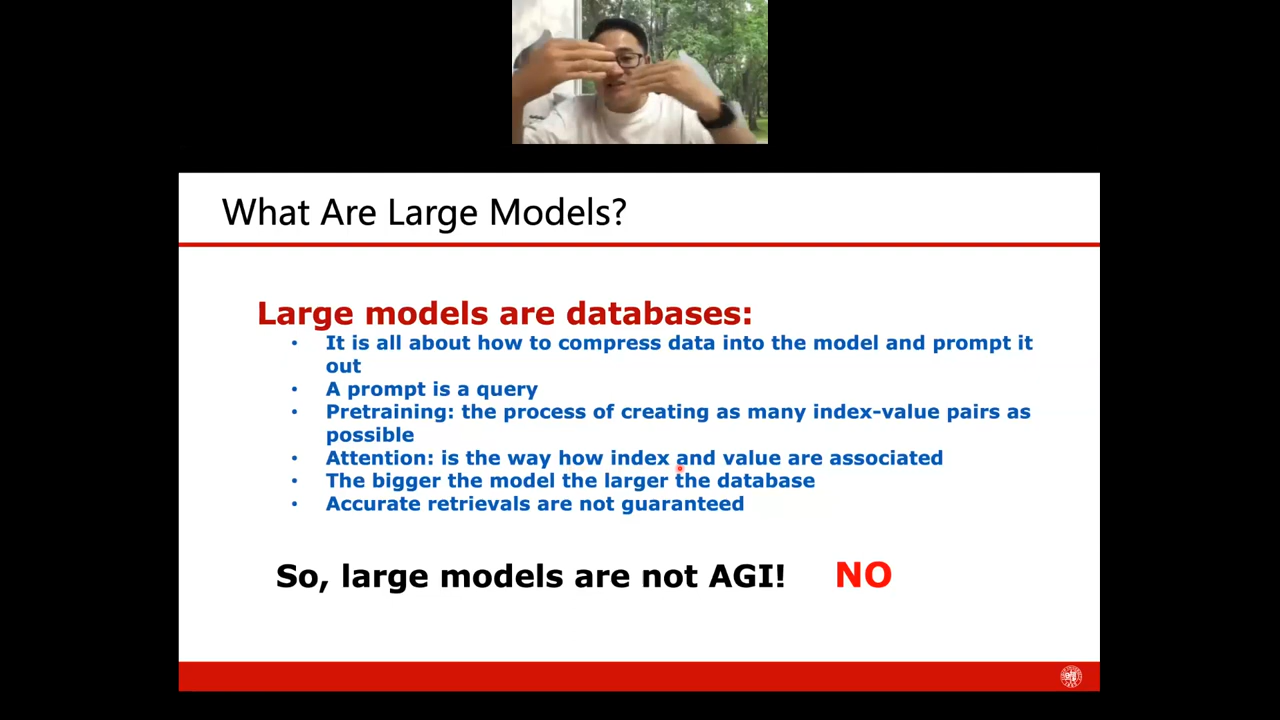 What Are Large Models?
Large models are databases:
• It is all about how to compress data into the model and prompt it
out
• A prompt is a query
• Pretraining: the process of creating as many index-value pairs as
possible
• Attention: is the way how index and value are associated
• The bigger the model the larger the database
• Accurate retrievals are not guaranteed
So, large models are not AGI! NO